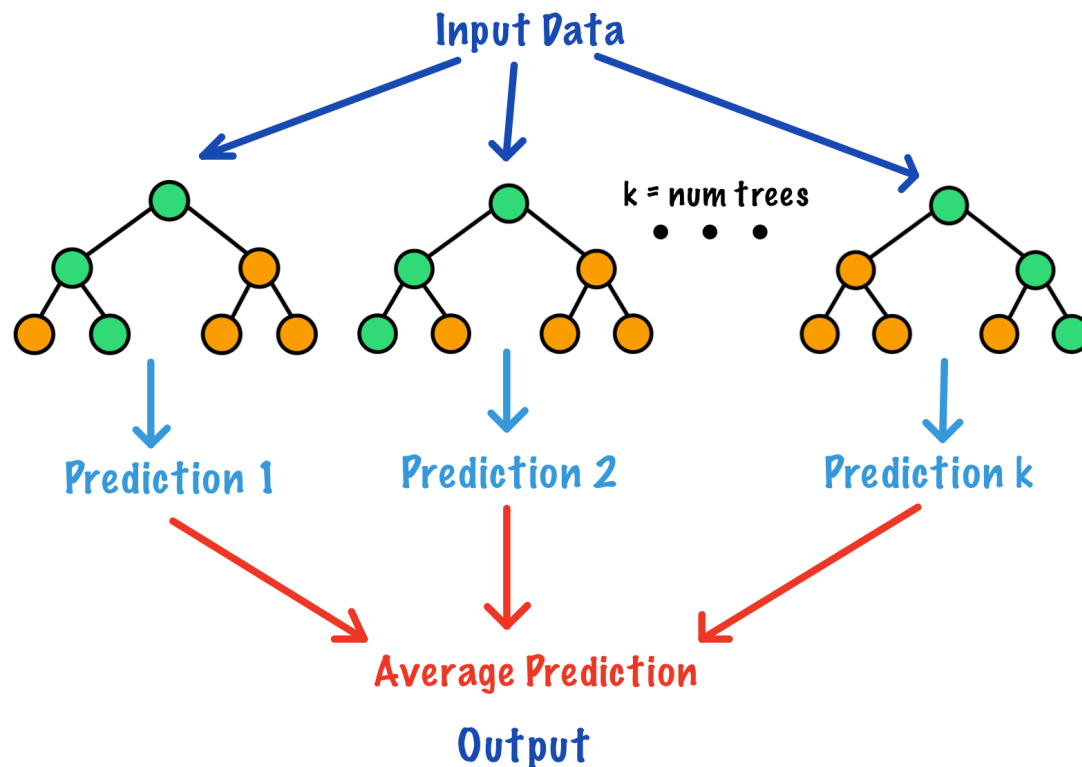 Input Data
k = num trees
Prediction 1
Prediction 2
Prediction k
Average Prediction
Output